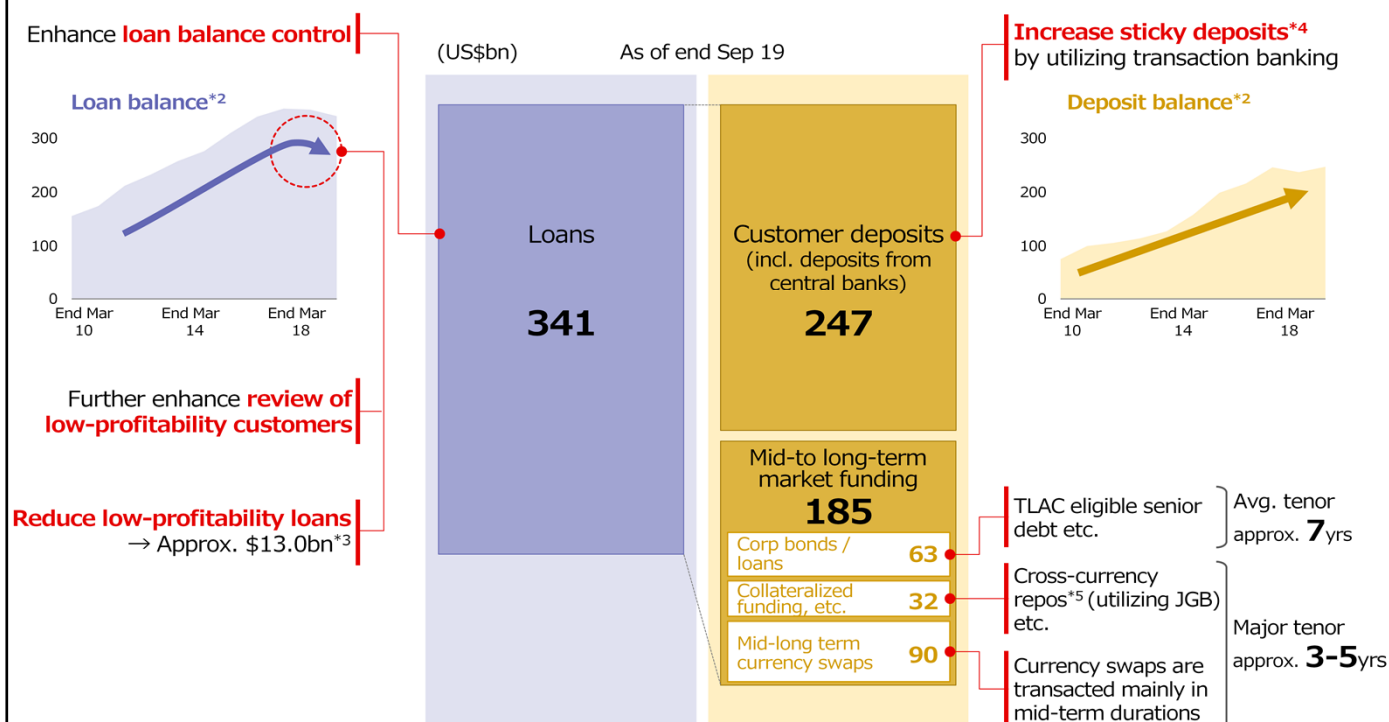 Enhance loan balance control
Loan balance*2
300
200
100
0
End Mar
10
End Mar
14
End Mar
18
Further enhance review of
low-profitability customers
Reduce low-profitability loans
→ Approx. $13.0bn*3
(US$bn)
As of end Sep 19
Loans
341
Customer deposits
(incl. deposits from
central banks)
247
Mid-to long-term
market funding
185
Corp bonds /
loans
63
Collateralized
funding, etc.
32
Mid-long term
currency swaps
90
Increase sticky deposits*4
by utilizing transaction banking
Deposit balance*2
300
200
100
0
End Mar
10
End Mar
14
End Mar
18
TLAC eligible senior
debt etc.
Avg. tenor
approx. 7yrs
Cross-currency
repos*5 (utilizing JGB)
etc.
Currency swaps are
transacted mainly in
mid-term durations
Major tenor
approx. 3-5yrs